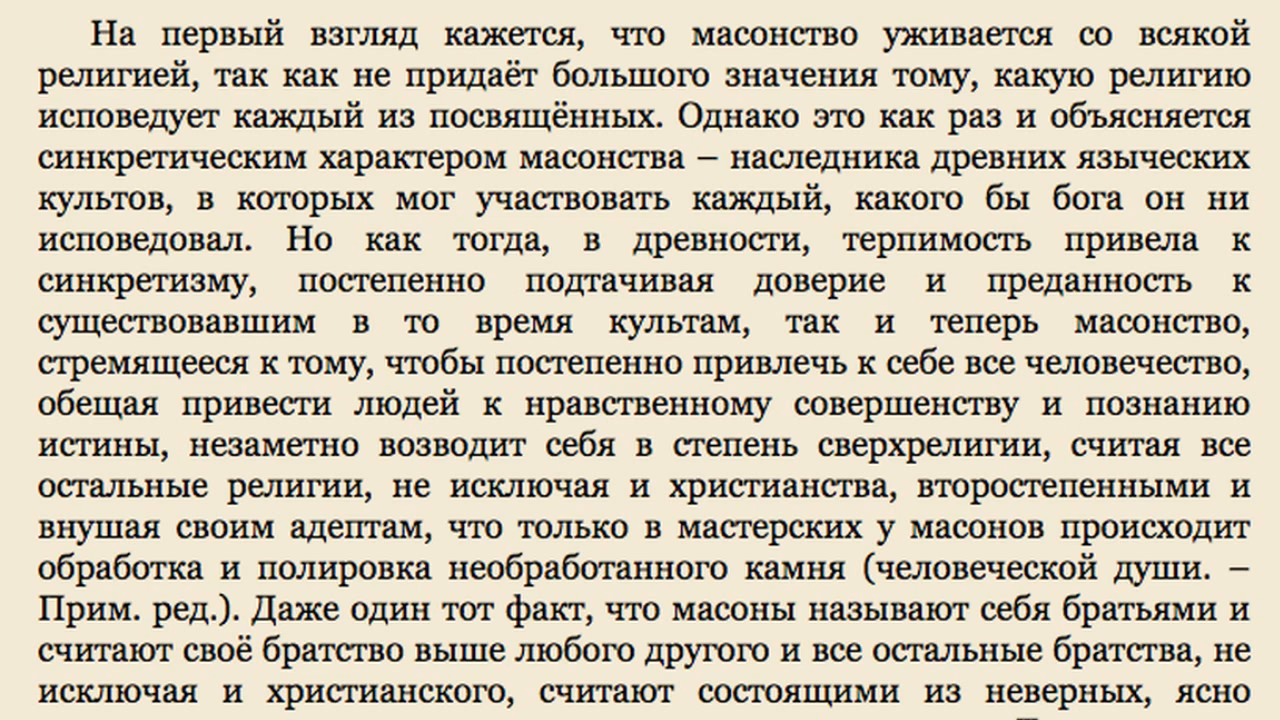 На первый взгляд кажется, что масонство уживается со всякой
религией, так как не придаёт большого значения тому, какую религию
исповедует каждый из посвящённых. Однако это как раз и объясняется
синкретическим характером масонства – наследника древних языческих
культов, в которых мог участвовать каждый, какого бы бога он ни
исповедовал. Но как тогда, в древности, терпимость привела к
синкретизму, постепенно подтачивая доверие и преданность к
существовавшим в то время культам, так и теперь масонство,
стремящееся к тому, чтобы постепенно привлечь к себе все человечество,
обещая привести людей к нравственному совершенству и познанию
истины, незаметно возводит себя в степень сверхрелигии, считая все
остальные религии, не исключая и христианства, второстепенными и
внушая своим адептам, что только в мастерских у масонов происходит
обработка и полировка необработанного камня (человеческой души. –
Прим. ред.). Даже один тот факт, что масоны называют себя братьями и
считают своё братство выше любого другого и все остальные братства, не
исключая и христианского, считают состоящими из неверных, ясно